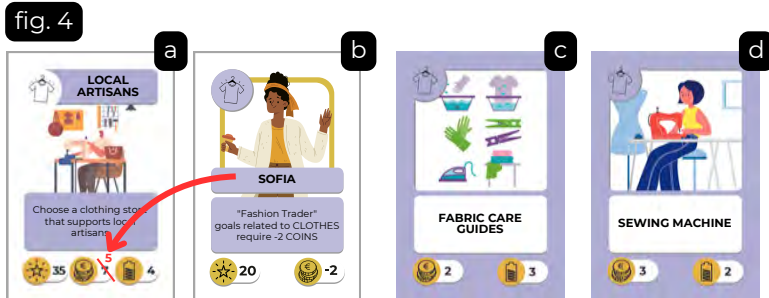 fig. 4
a
LOCAL
ARTISANS
Choose a clothing store
that supports local
artisans
35
7
5
4
b
SOFIA
"Fashion Trader"
goals related to CLOTHES
require -2 COINS
20
-2
c
FABRIC CARE
GUIDES
2
3
d
SEWING MACHINE
3
2